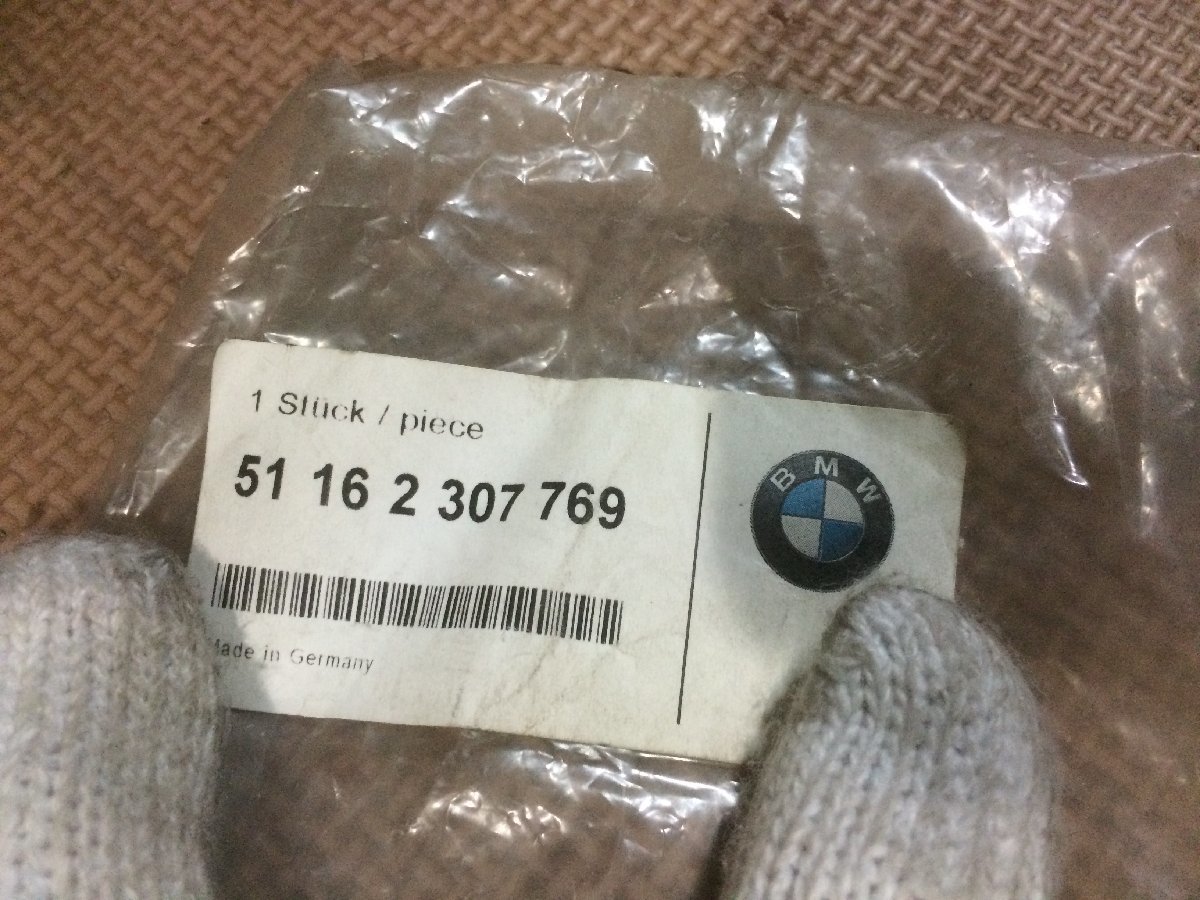 1 Stück / piece
51 16 2 307 769
Made in Germany
BMW